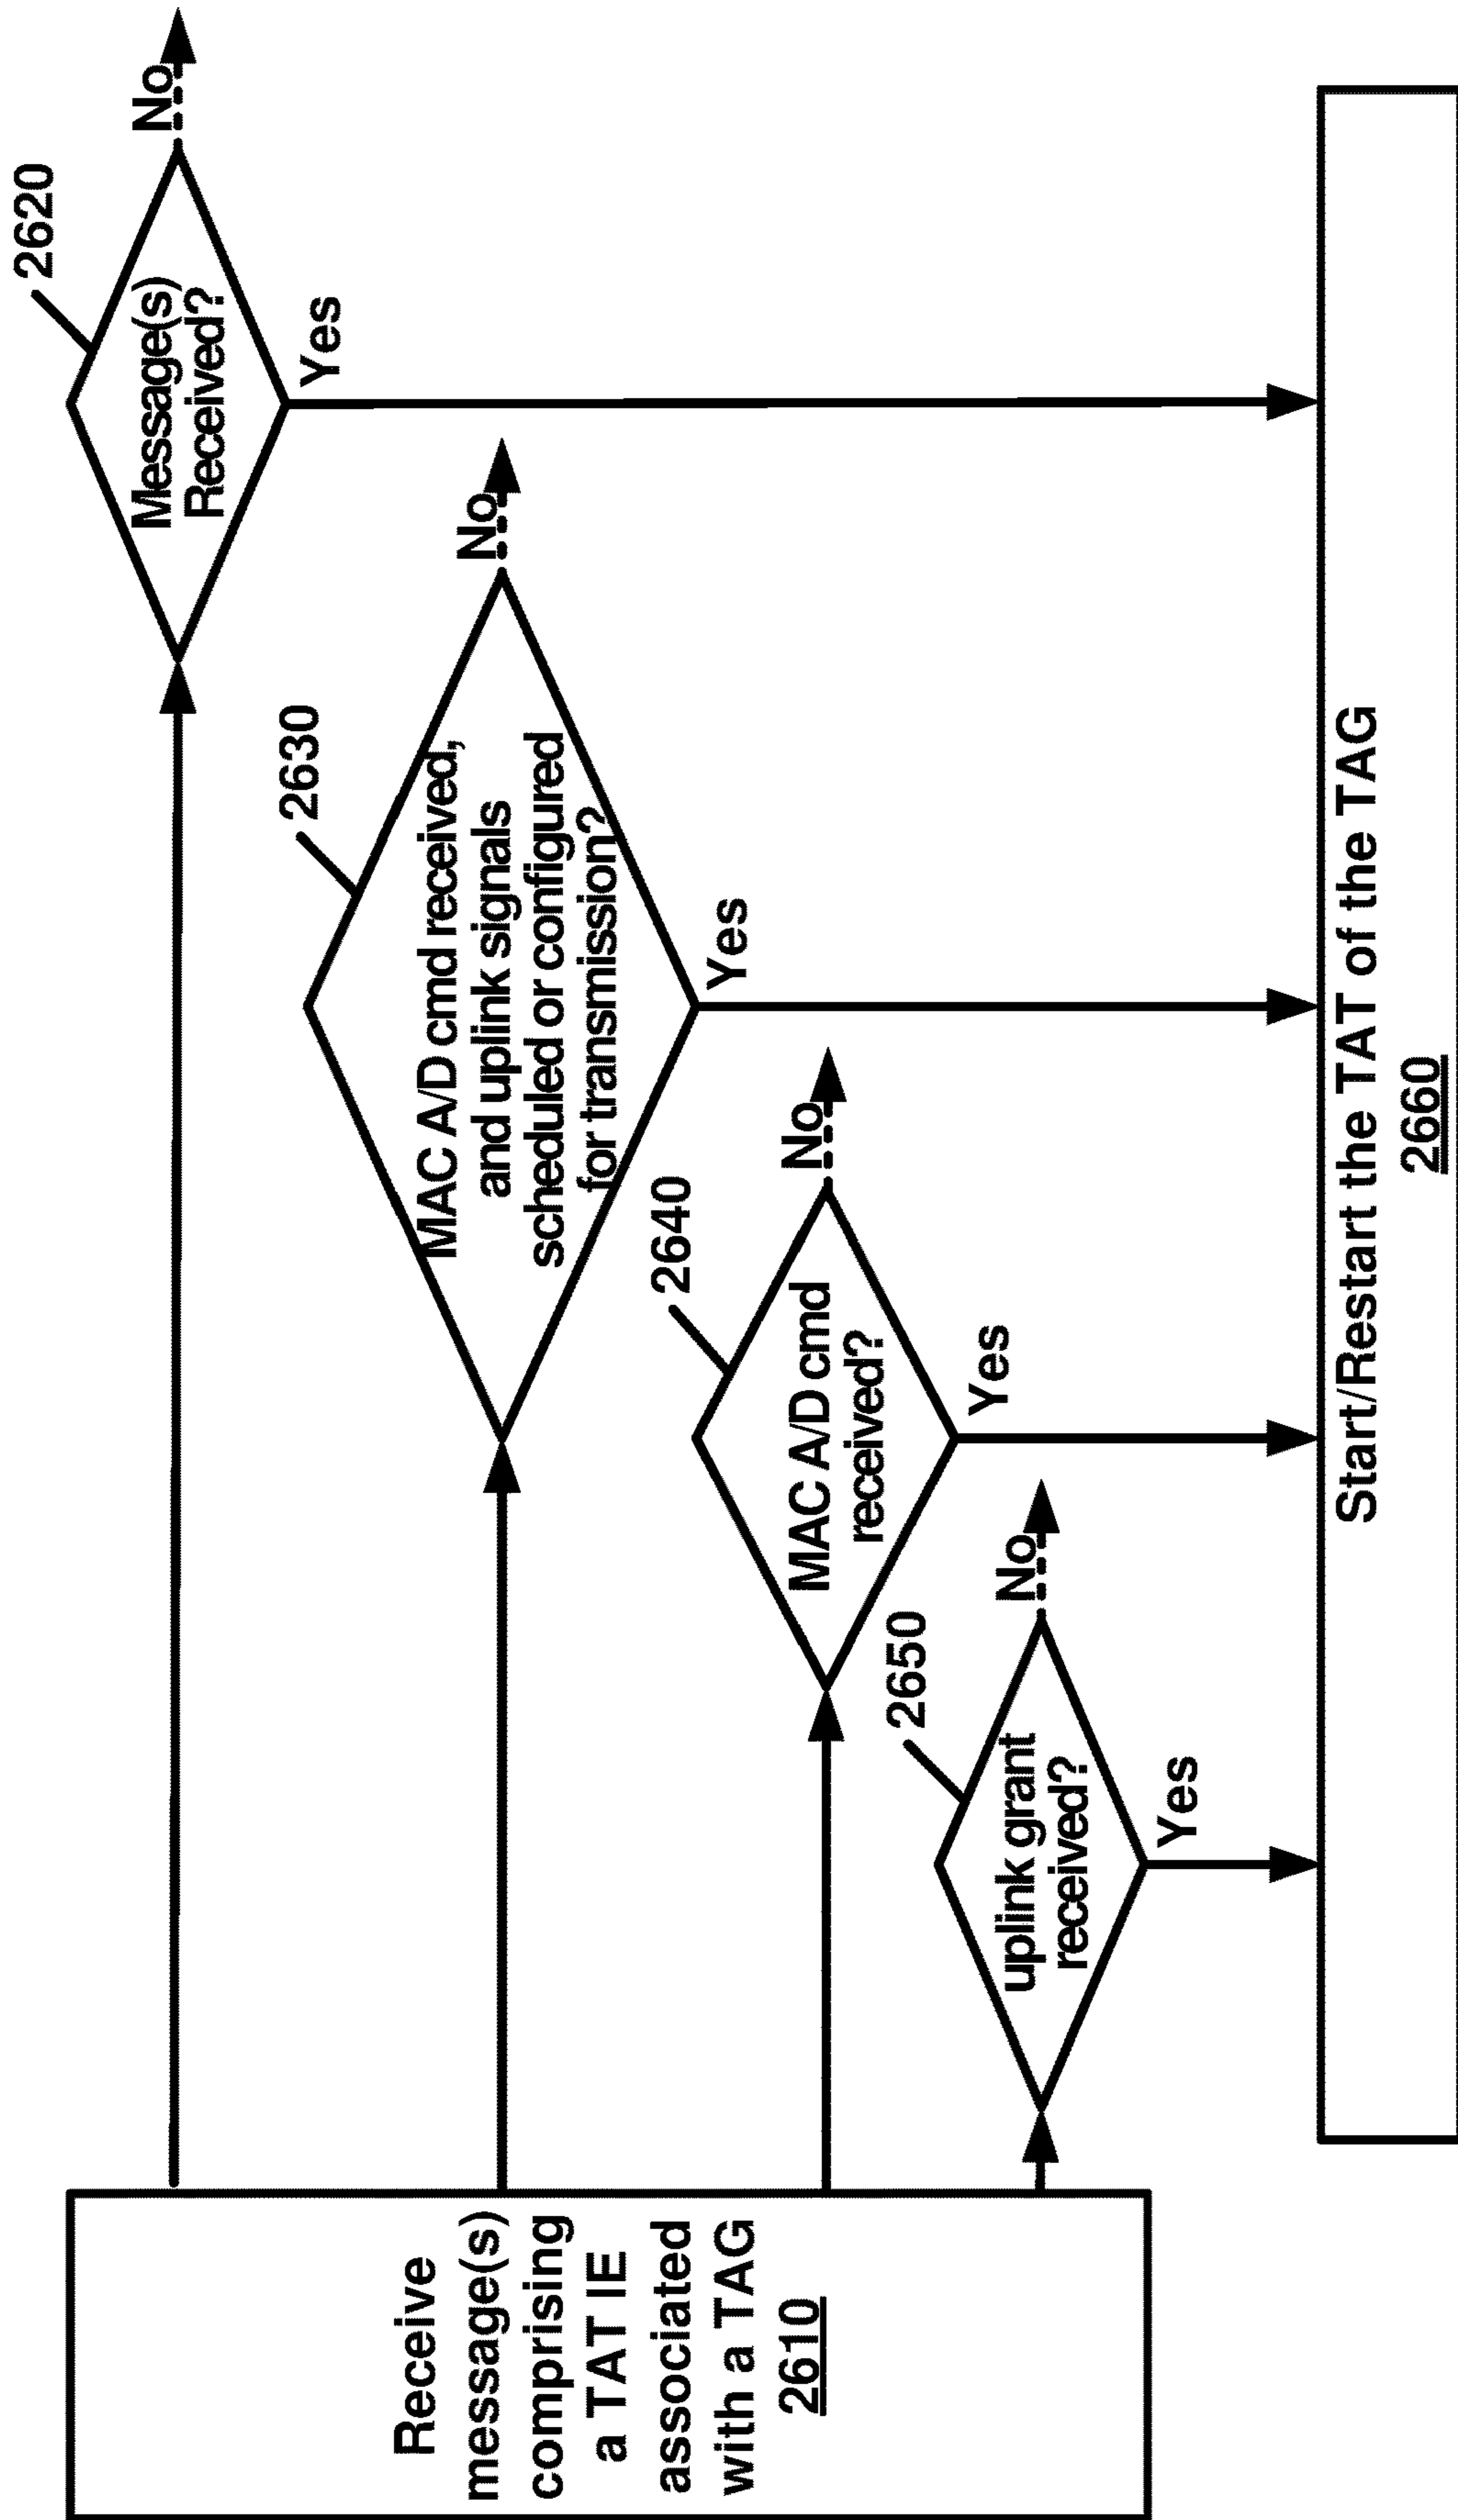 Receive
message(s)
comprising
a TAT IE
associated
with a TAG
2610
2620
Message(s)
Received?
No
Yes
2630
MAC A/D cmd received,
and uplink signals
scheduled or configured
for transmission?
No
Yes
2640
MAC A/D cmd
received?
No
Yes
2650
uplink grant
received?
No
Yes
Start/Restart the TAT of the TAG
2660